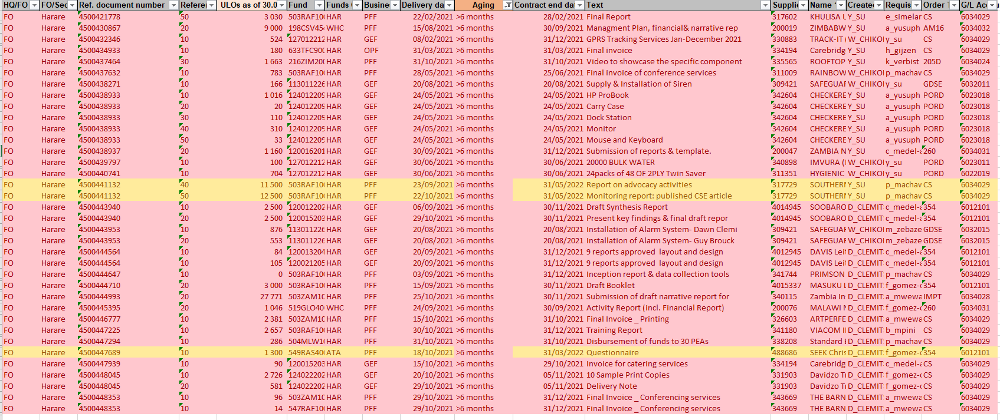 HQ/FO FO/Sec Ref. document number Referen ULOs as of 30.0 Fund Funds Busine Delivery da Aging Contract end da Text Supplie Name Create Requis Order T G/L Acc
FO Harare 4500421778 50 3 030 503RAF10 HAR PFF 22/02/2021 >6 months 28/02/2021 Final Report 317602 KHULISA Y_SU e_simelar CS 6034029
FO Harare 4500430867 20 9 000 198CSV45 WHC PFF 15/08/2021 >6 months 30/09/2021 Managment Plan, financial& narrative rep 200019 ZIMBABW Y_SU a_yusuph AM16 6034032
FO Harare 4500432346 10 524 127012212 HAR GEF 08/02/2021 >6 months 31/12/2021 GPRS Tracking Services Jan-December 2021 330883 TRACK-IT ( W_CHIKO y_su CS 6034029
FO Harare 4500434933 10 180 633TFC900 HAR OPF 31/03/2021 >6 months 31/03/2021 Final invoice 334194 Carebridg Y_SU h_gijzen CS 6034029
FO Harare 4500437464 30 1 663 216ZIM200 HAR PFF 31/10/2021 >6 months 31/10/2021 Video to showcase the specific component 335565 ROOFTOP Y_SU k_verbist 205D 6034024
FO Harare 4500437632 10 783 503RAF10 HAR PFF 28/05/2021 >6 months 25/06/2021 Final invoice of conference services 311009 RAINBOW W_CHIKO p_machav CS 6034029
FO Harare 4500438271 10 166 113011226 HAR GEF 20/08/2021 >6 months 20/08/2021 Supply & Installation of Siren 309421 SAFEGUAF W_CHIKO y_su GDSE 6032011
FO Harare 4500438933 10 1 016 124012209 HAR GEF 24/05/2021 >6 months 24/05/2021 HP ProBook 342604 CHECKERE Y_SU a_yusuph PORD 6023018
FO Harare 4500438933 20 20 124012209 HAR GEF 24/05/2021 >6 months 24/05/2021 Carry Case 342604 CHECKERE Y_SU a_yusuph PORD 6023018
FO Harare 4500438933 30 110 124012209 HAR GEF 24/05/2021 >6 months 24/05/2021 Dock Station 342604 CHECKERE Y_SU a_yusuph PORD 6023018
FO Harare 4500438933 40 310 124012209 HAR GEF 24/05/2021 >6 months 24/05/2021 Monitor 342604 CHECKERE Y_SU a_yusuph PORD 6023018
FO Harare 4500438933 50 33 124012209 HAR GEF 24/05/2021 >6 months 24/05/2021 Mouse and Keyboard 342604 CHECKERE Y_SU a_yusuph PORD 6023018
FO Harare 4500438937 20 1 160 120016201 HAR GEF 30/06/2021 >6 months 31/12/2021 Submission of reports & template. 200047 ZAMBIA N Y_SU c_medel-a 260 6034031
FO Harare 4500439797 10 100 127012212 HAR GEF 30/06/2021 >6 months 30/06/2021 20000 BULK WATER 340898 IMVURA ( W_CHIKO y_su PORD 6023011
FO Harare 4500440741 10 704 127012212 HAR GEF 30/06/2021 >6 months 30/06/2021 24packs of 48 OF 2PLY Twin Saver 311351 HYGIENIC W_CHIKO y_su PORD 6022019
FO Harare 4500441132 40 11 500 503RAF10 HAR PFF 23/09/2021 >6 months 31/05/2022 Report on advocacy activities 317729 SOUTHERN Y_SU p_machav CS 6034029
FO Harare 4500441132 50 12 500 503RAF10 HAR PFF 22/10/2021 >6 months 31/05/2022 Monitoring report: published CSE article 317729 SOUTHERN Y_SU p_machav CS 6034029
FO Harare 4500443940 10 2 500 120012202 HAR GEF 06/09/2021 >6 months 30/11/2021 Draft Synthesis Report 4014945 SOOBARO D_CLEMIT c_medel-a 354 6012101
FO Harare 4500443940 20 2 500 120015203 HAR GEF 29/10/2021 >6 months 30/11/2021 Present key findings & final draft repor 4014945 SOOBARO D_CLEMIT c_medel-a 354 6012101
FO Harare 4500443953 10 876 113011226 HAR GEF 20/08/2021 >6 months 20/08/2021 Installation of Alarm System- Dawn Clemi 309421 SAFEGUAF W_CHIKO m_zebaze GDSE 6032015
FO Harare 4500443953 20 553 113011226 HAR GEF 20/08/2021 >6 months 20/08/2021 Installation of Alarm System- Guy Brouck 309421 SAFEGUAF W_CHIKO m_zebaze GDSE 6032015
FO Harare 4500444564 10 84 120013204 HAR GEF 20/09/2021 >6 months 31/12/2021 9 reports approved layout and design 4012945 DAVIS Lei D_CLEMIT c_medel-a 354 6012101
FO Harare 4500444564 10 105 120021205 HAR GEF 20/09/2021 >6 months 31/12/2021 9 reports approved layout and design 4012945 DAVIS Lei D_CLEMIT c_medel-a 354 6012101
FO Harare 4500444647 10 0 503RAF10 HAR PFF 03/09/2021 >6 months 31/12/2021 Inception report & data collection tools 341744 PRIMSON D_CLEMIT p_machav CS 6034029
FO Harare 4500444710 20 3 000 503RAF10 HAR PFF 15/09/2021 >6 months 30/11/2021 Draft Booklet 4015337 MASUKU L D_CLEMIT f_gomez-c 354 6012101
FO Harare 4500444993 20 27 771 503ZAM10 HAR PFF 25/10/2021 >6 months 30/11/2021 Submission of draft narrative report for 340115 Zambia In D_CLEMIT a_mwewa IMPT 6034028
FO Harare 4500445395 20 1 046 519GLO40 WHC PFF 24/09/2021 >6 months 30/09/2021 Activity Report (incl. Financial Report) 200076 MALAWI N D_CLEMIT f_gomez-c 260 6034031
FO Harare 4500446777 10 2 381 503ZAM10 HAR PFF 31/10/2021 >6 months 31/10/2021 Final Invoice _ Printing 326603 ARTPERFE D_CLEMIT a_mwewa CS 6034029
FO Harare 4500447225 10 2 657 503RAF10 HAR PFF 30/10/2021 >6 months 31/12/2021 Training Report 341180 VIACOM I D_CLEMIT b_mpini CS 6034029
FO Harare 4500447294 10 286 504MLW10 HAR PFF 31/10/2021 >6 months 31/10/2021 Disbursement of funds to 30 PEAs 338208 Standard D_CLEMIT p_machav CS 6034029
FO Harare 4500447689 10 1 300 549RAS40 ATA PFF 18/10/2021 >6 months 31/03/2022 Questionnaire 488686 SEEK Chris D_CLEMIT f_gomez-c 354 6012101
FO Harare 4500447939 10 90 120015203 HAR GEF 15/10/2021 >6 months 29/10/2021 Invoice for catering services 334194 Carebridg D_CLEMIT c_medel-a CS 6034029
FO Harare 4500448045 10 2 726 124022202 HAR GEF 20/10/2021 >6 months 05/11/2021 10 Sample Print Copies 331903 Davidzo T D_CLEMIT f_gomez-c CS 6034029
FO Harare 4500448045 20 581 124022202 HAR GEF 29/10/2021 >6 months 05/11/2021 Delivery Note 331903 Davidzo T D_CLEMIT f_gomez-c CS 6034029
FO Harare 4500448353 10 96 503ZAM10 HAR PFF 29/10/2021 >6 months 31/12/2021 Final Invoice _ Conferencing services 343669 THE BARN D_CLEMIT a_mwewa CS 6034029
FO Harare 4500448353 10 14 547RAF10 HAR PFF 29/10/2021 >6 months 31/12/2021 Final Invoice _ Conferencing services 343669 THE BARN D_CLEMIT a_mwewa CS 6034029